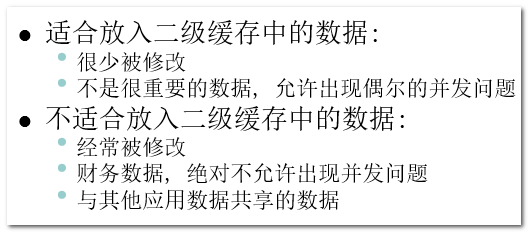 适合放入二级缓存中的数据:
很少被修改
不是很重要的数据, 允许出现偶尔的并发问题
不适合放入二级缓存中的数据:
经常被修改
财务数据, 绝对不允许出现并发问题
与其他应用数据共享的数据